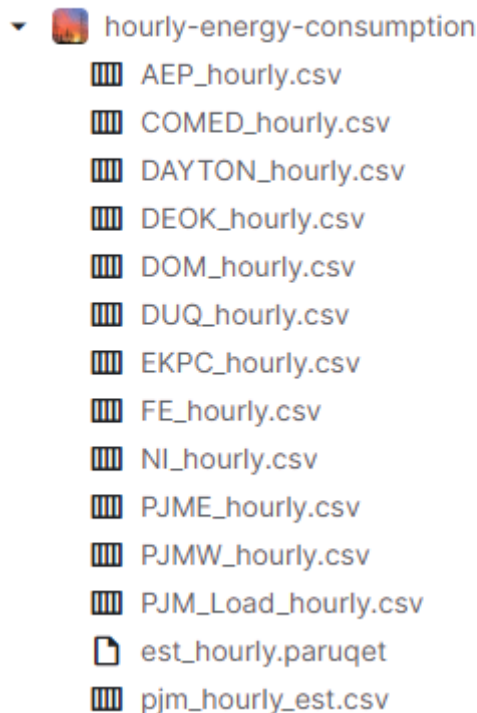 hourly-energy-consumption
AEP_hourly.csv
COMED_hourly.csv
DAYTON_hourly.csv
DEOK_hourly.csv
DOM_hourly.csv
DUQ_hourly.csv
EKPC_hourly.csv
FE_hourly.csv
NI_hourly.csv
PJME_hourly.csv
PJMW_hourly.csv
PJM_Load_hourly.csv
est_hourly.paruqet
pjm_hourly_est.csv